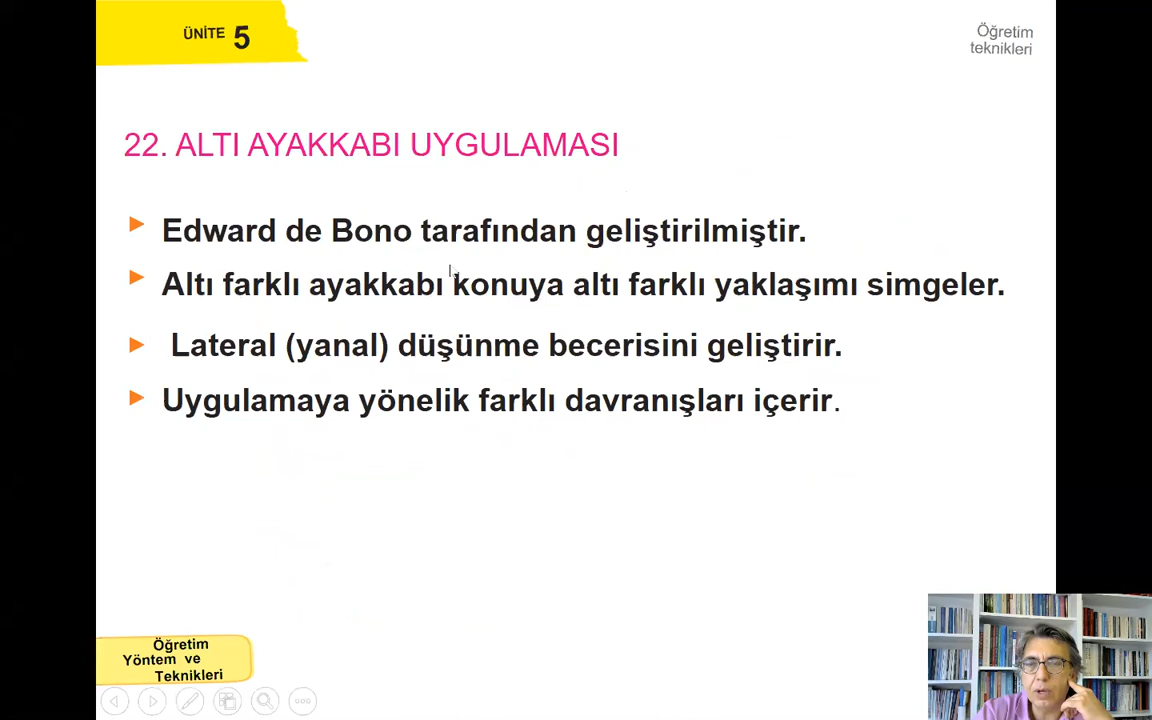 ÜNİTE 5
Öğretim
teknikleri
22. ALTI AYAKKABI UYGULAMASI
Edward de Bono tarafından geliştirilmiştir.
Altı farklı ayakkabı konuya altı farklı yaklaşımı simgeler.
Lateral (yanal) düşünme becerisini geliştirir.
Uygulamaya yönelik farklı davranışları içerir.
Öğretim
Yöntem ve
Teknikleri